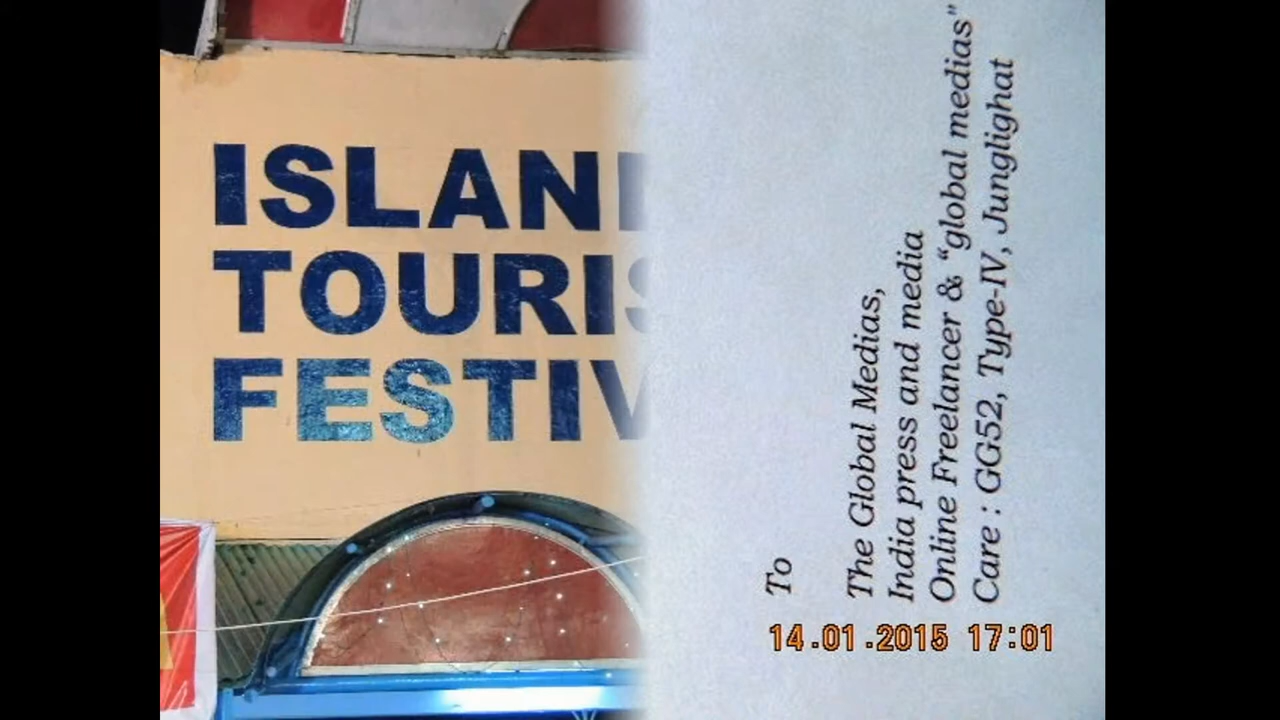 ISLAN
TOURIS
FESTIV
To
The Global Medias,
India press and media
Online Freelancer & “global medias”
Care : GG52, Type-IV, Junglighat
14.01.2015 17:01